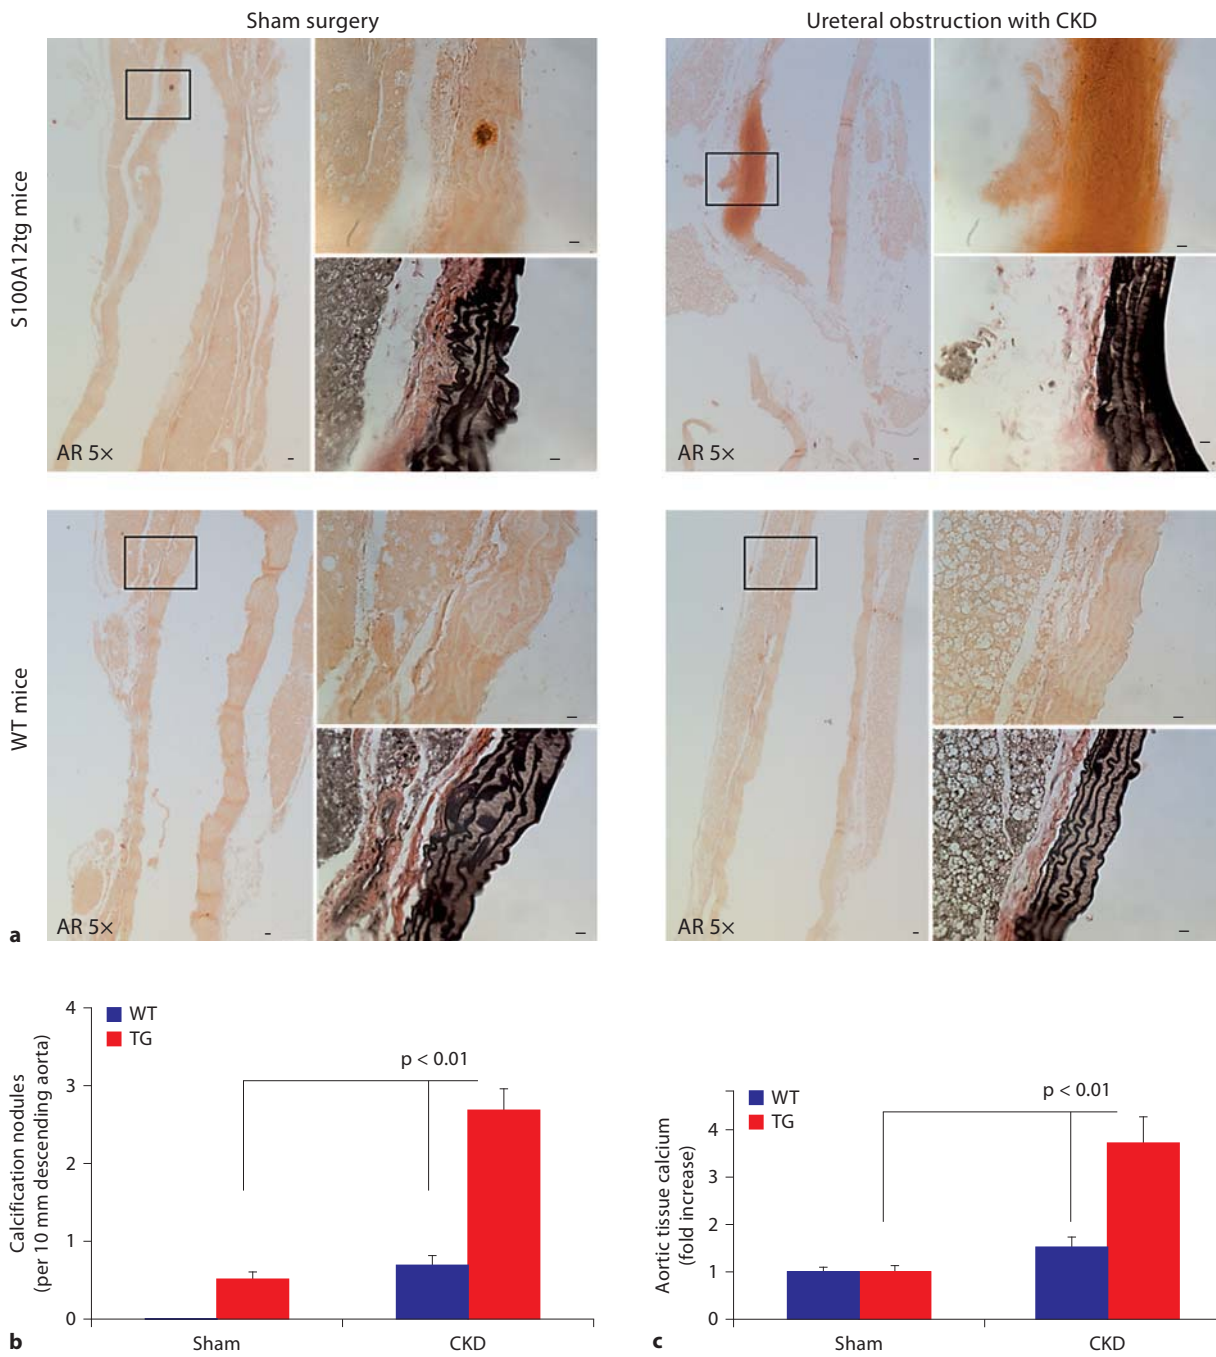 Sham surgery
Ureteral obstruction with CKD
S100A12tg mice
AR 5×
AR 5×
WT mice
AR 5×
AR 5×
a
4
3
2
1
0
WT
TG
p < 0.01
Calcification nodules
(per 10 mm descending aorta)
Sham
CKD
b
4
3
2
1
0
WT
TG
p < 0.01
Aortic tissue calcium
(fold increase)
Sham
CKD
c